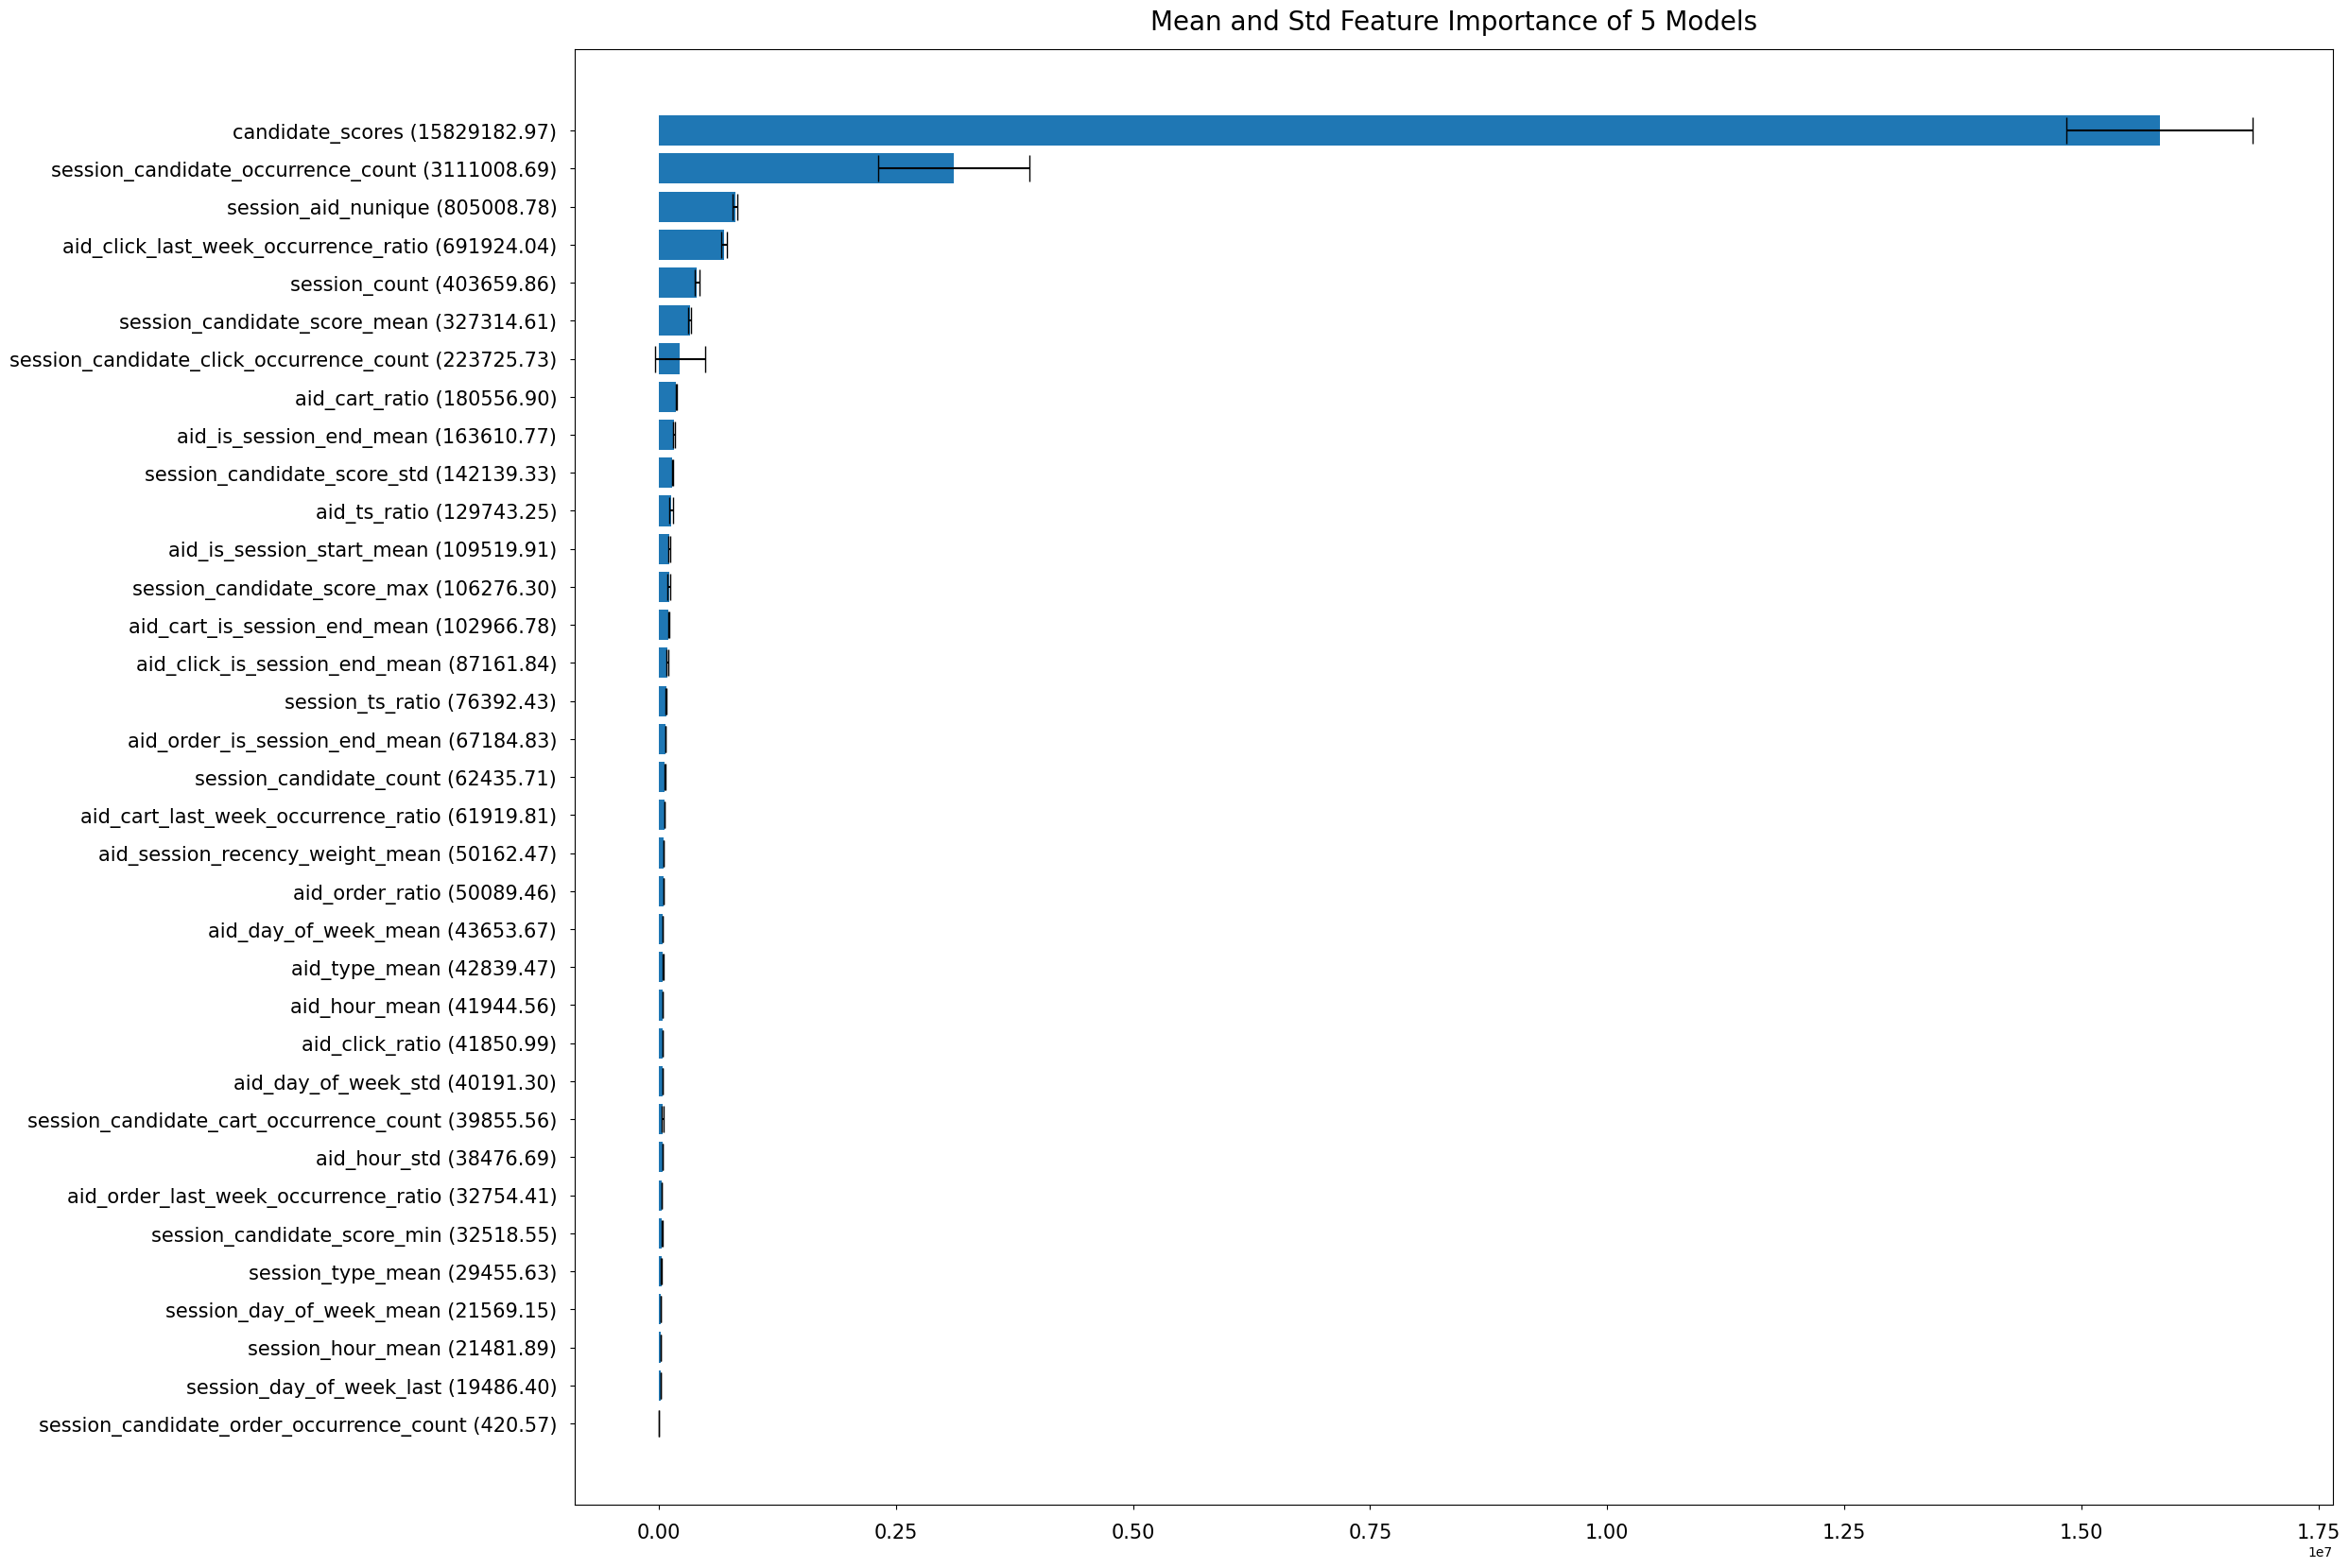 Mean and Std Feature Importance of 5 Models
candidate_scores (15829182.97)
session_candidate_occurrence_count (3111008.69)
session_aid_nunique (805008.78)
aid_click_last_week_occurrence_ratio (691924.04)
session_count (403659.86)
session_candidate_score_mean (327314.61)
session_candidate_click_occurrence_count (223725.73)
aid_cart_ratio (180556.90)
aid_is_session_end_mean (163610.77)
session_candidate_score_std (142139.33)
aid_ts_ratio (129743.25)
aid_is_session_start_mean (109519.91)
session_candidate_score_max (106276.30)
aid_cart_is_session_end_mean (102966.78)
aid_click_is_session_end_mean (87161.84)
session_ts_ratio (76392.43)
aid_order_is_session_end_mean (67184.83)
session_candidate_count (62435.71)
aid_cart_last_week_occurrence_ratio (61919.81)
aid_session_recency_weight_mean (50162.47)
aid_order_ratio (50089.46)
aid_day_of_week_mean (43653.67)
aid_type_mean (42839.47)
aid_hour_mean (41944.56)
aid_click_ratio (41850.99)
aid_day_of_week_std (40191.30)
session_candidate_cart_occurrence_count (39855.56)
aid_hour_std (38476.69)
aid_order_last_week_occurrence_ratio (32754.41)
session_candidate_score_min (32518.55)
session_type_mean (29455.63)
session_day_of_week_mean (21569.15)
session_hour_mean (21481.89)
session_day_of_week_last (19486.40)
session_candidate_order_occurrence_count (420.57)
0.00 0.25 0.50 0.75 1.00 1.25 1.50 1.75
1e7